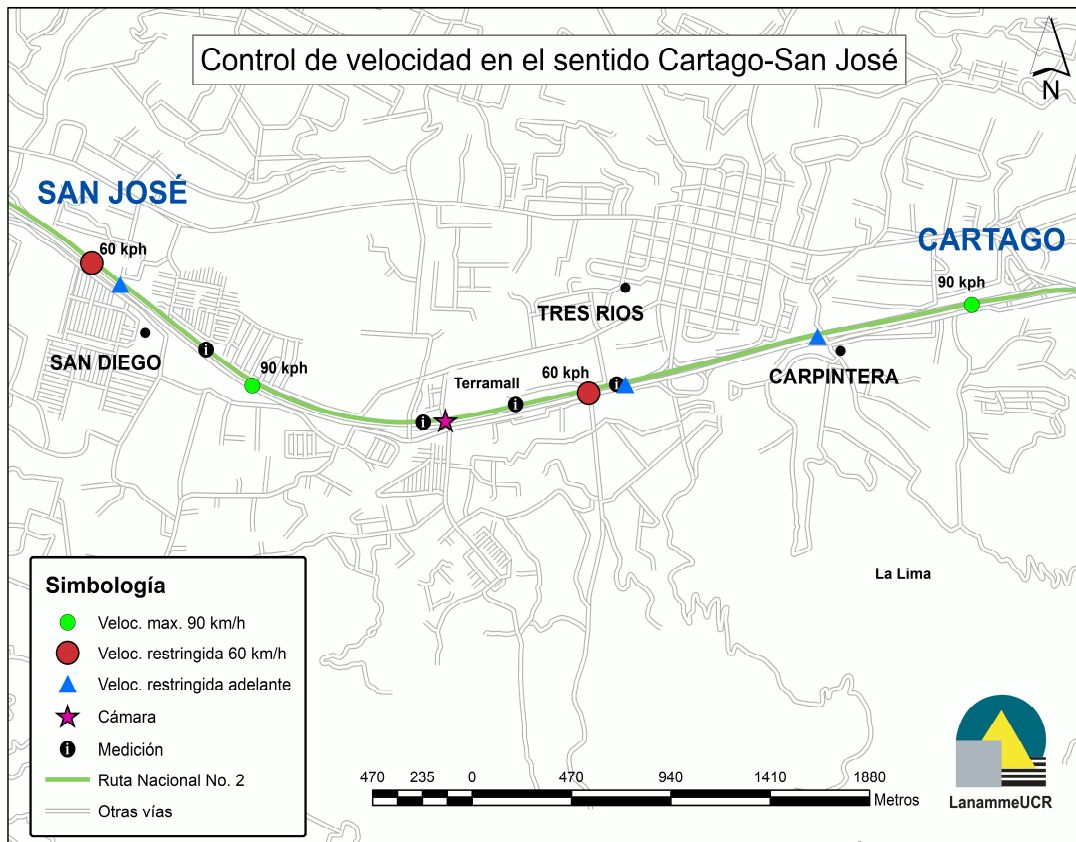 Control de velocidad en el sentido Cartago-San José
N
SAN JOSÉ
60 kph
CARTAGO
90 kph
TRES RIOS
SAN DIEGO
90 kph
Terramall
60 kph
CARPINTERA
i
i
i
i
La Lima
Simbología
Veloc. max. 90 km/h
Veloc. restringida 60 km/h
Veloc. restringida adelante
Cámara
i
Medición
Ruta Nacional No. 2
Otras vías
470 235 0 470 940 1410 1880
Metros
LanammeUCR